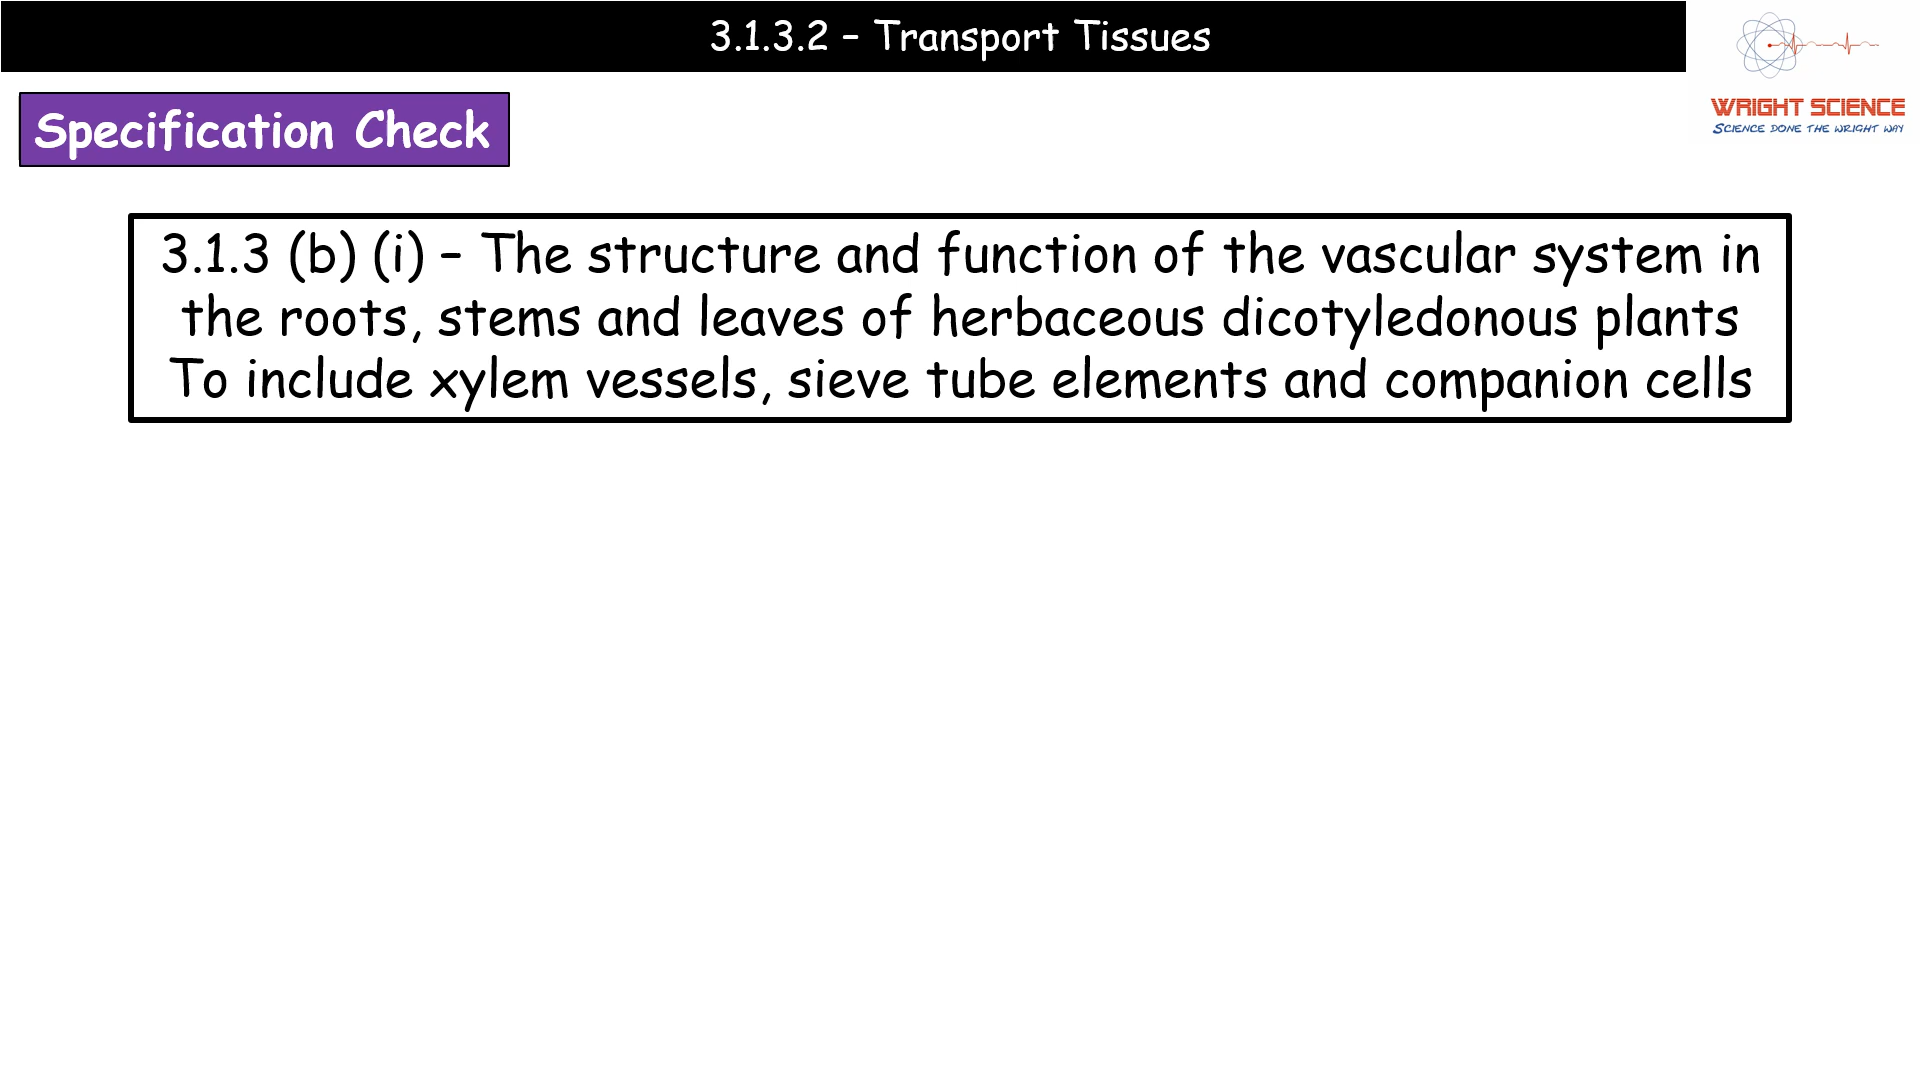 3.1.3.2 – Transport Tissues
WRIGHT SCIENCE
SCIENCE DONE THE WRIGHT WAY
Specification Check
3.1.3 (b) (i) – The structure and function of the vascular system in
the roots, stems and leaves of herbaceous dicotyledonous plants
To include xylem vessels, sieve tube elements and companion cells